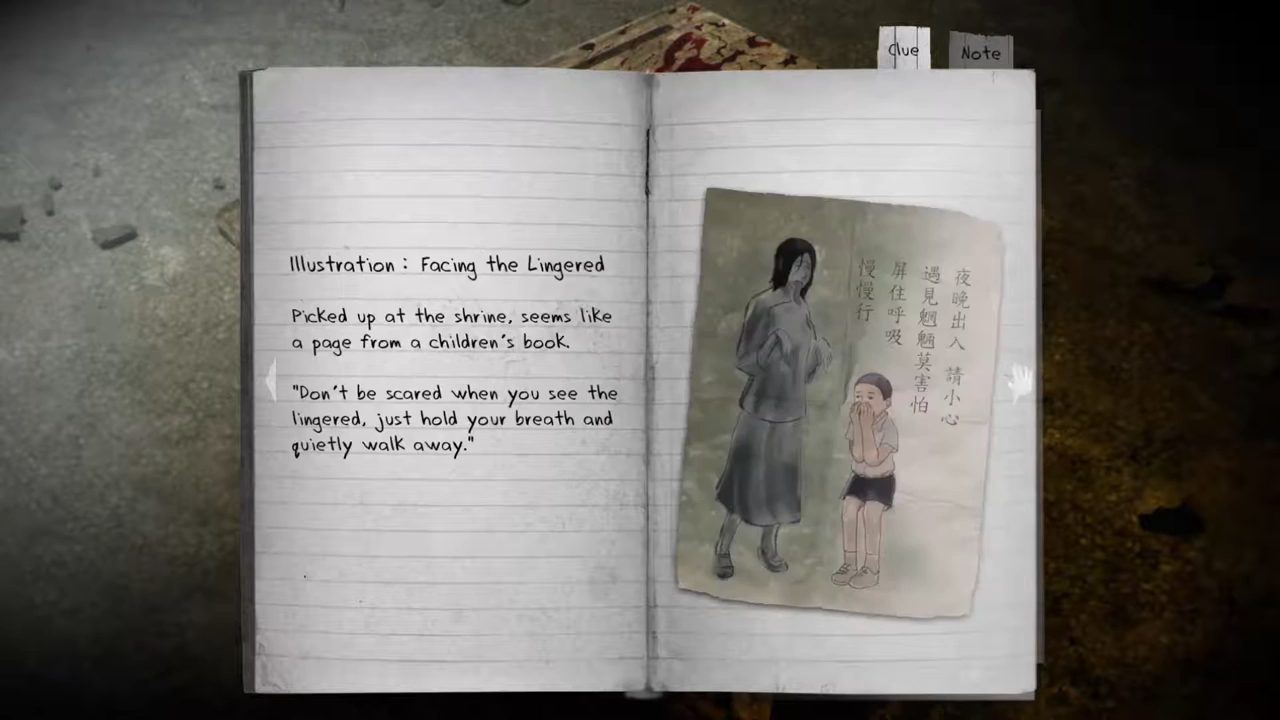 Clue
Note
Illustration : Facing the Lingered
Picked up at the shrine, seems like
a page from a children's book.
"Don't be scared when you see the
lingered, just hold your breath and
quietly walk away."
夜晚出入 請小心
遇見魍魎莫害怕
屏住呼吸
慢慢行